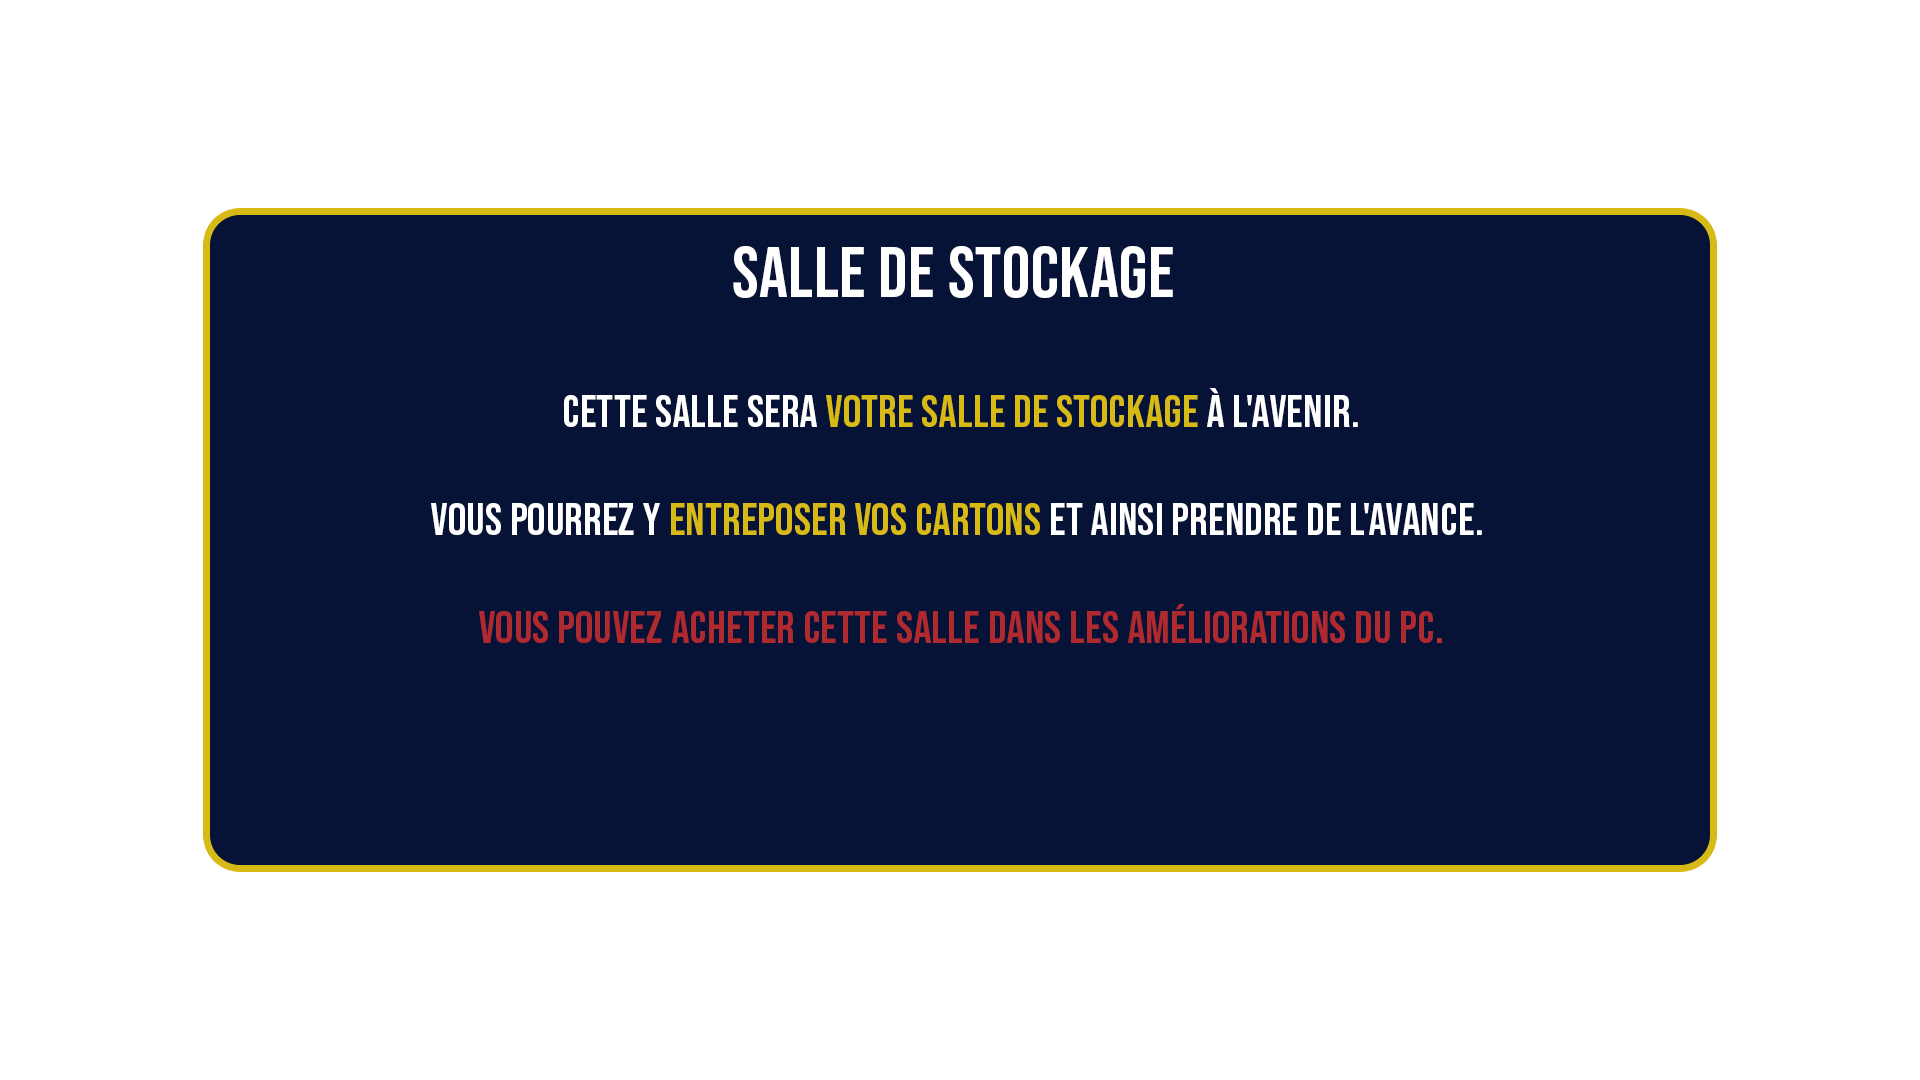 SALLE DE STOCKAGE
CETTE SALLE SERA VOTRE SALLE DE STOCKAGE À L'AVENIR.
VOUS POURREZ Y ENTREPOSER VOS CARTONS ET AINSI PRENDRE DE L'AVANCE.
VOUS POUVEZ ACHETER CETTE SALLE DANS LES AMÉLIORATIONS DU PC.